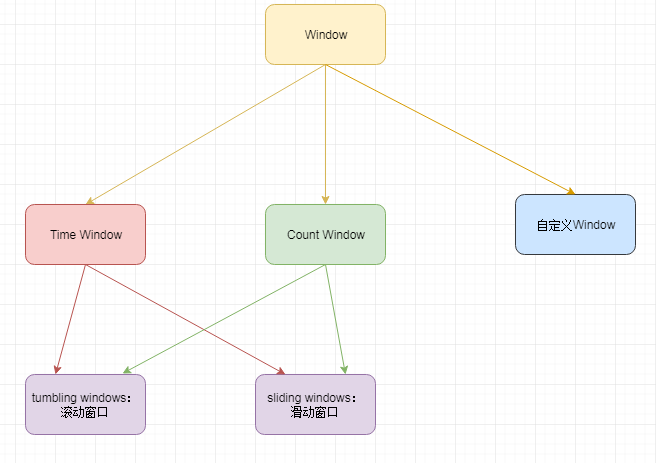 Window
Time Window
Count Window
自定义Window
tumbling windows：
滚动窗口
sliding windows：
滑动窗口